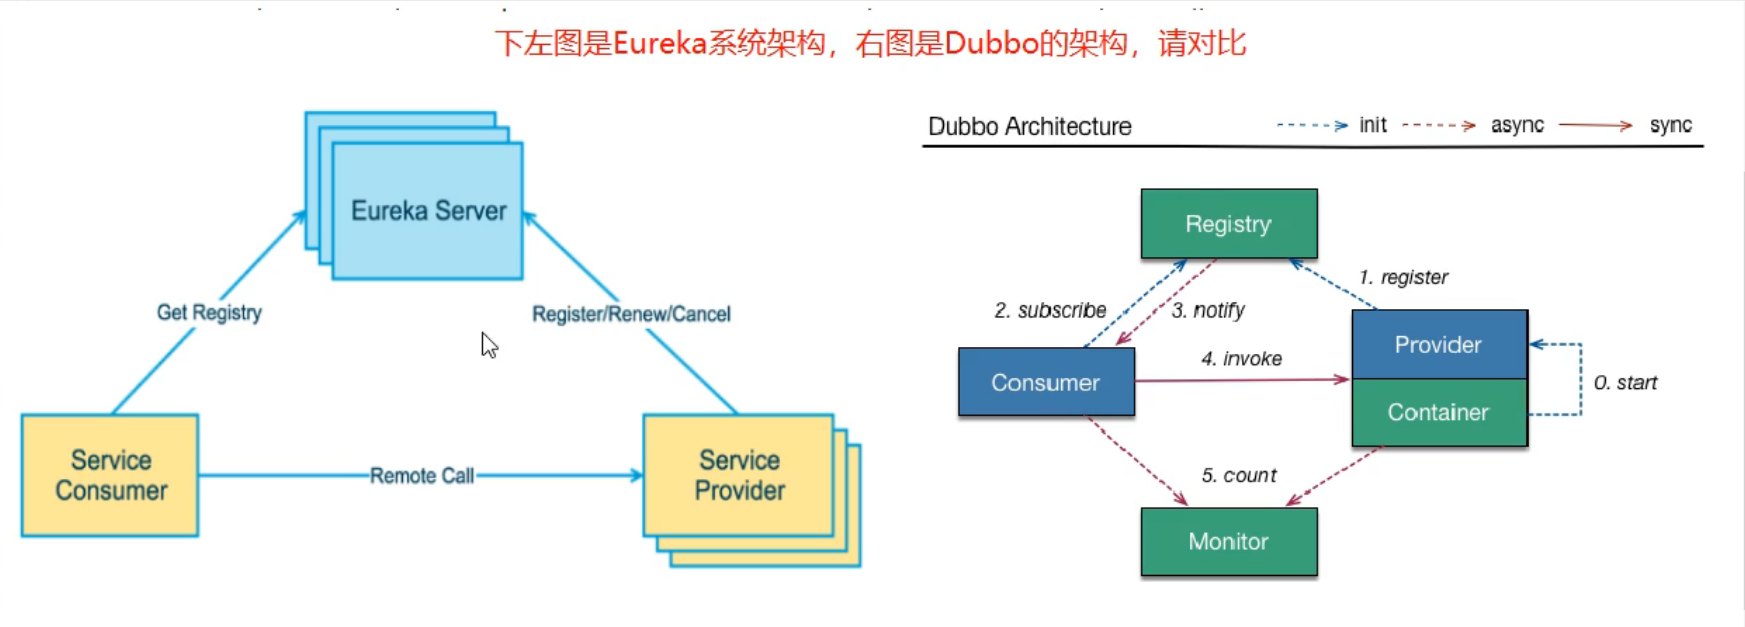 下左图是Eureka系统架构，右图是Dubbo的架构，请对比
Eureka Server
Get Registry
Register/Renew/Cancel
Service
Consumer
Remote Call
Service
Provider
Dubbo Architecture
init
async
sync
Registry
1. register
2. subscribe
3. notify
Provider
4. invoke
Consumer
0. start
Container
5. count
Monitor